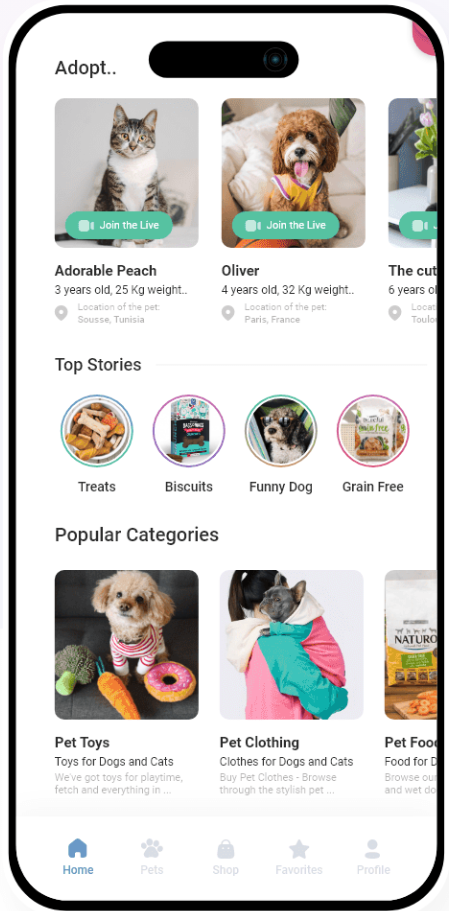 Adopt..
Join the Live
Join the Live
Adorable Peach
3 years old, 25 Kg weight..
Location of the pet:
Sousse, Tunisia
Oliver
4 years old, 32 Kg weight..
Location of the pet:
Paris, France
The cut
6 years ol
Top Stories
Treats
Biscuits
Funny Dog
Grain Free
Popular Categories
NATURO
Pet Toys
Toys for Dogs and Cats
We've got toys for playtime,
fetch and everything in ...
Pet Clothing
Clothes for Dogs and Cats
Buy Pet Clothes - Browse
through the stylish pet ...
Pet Food
Food for D
Browse our
and wet do
Home
Pets
Shop
Favorites
Profile